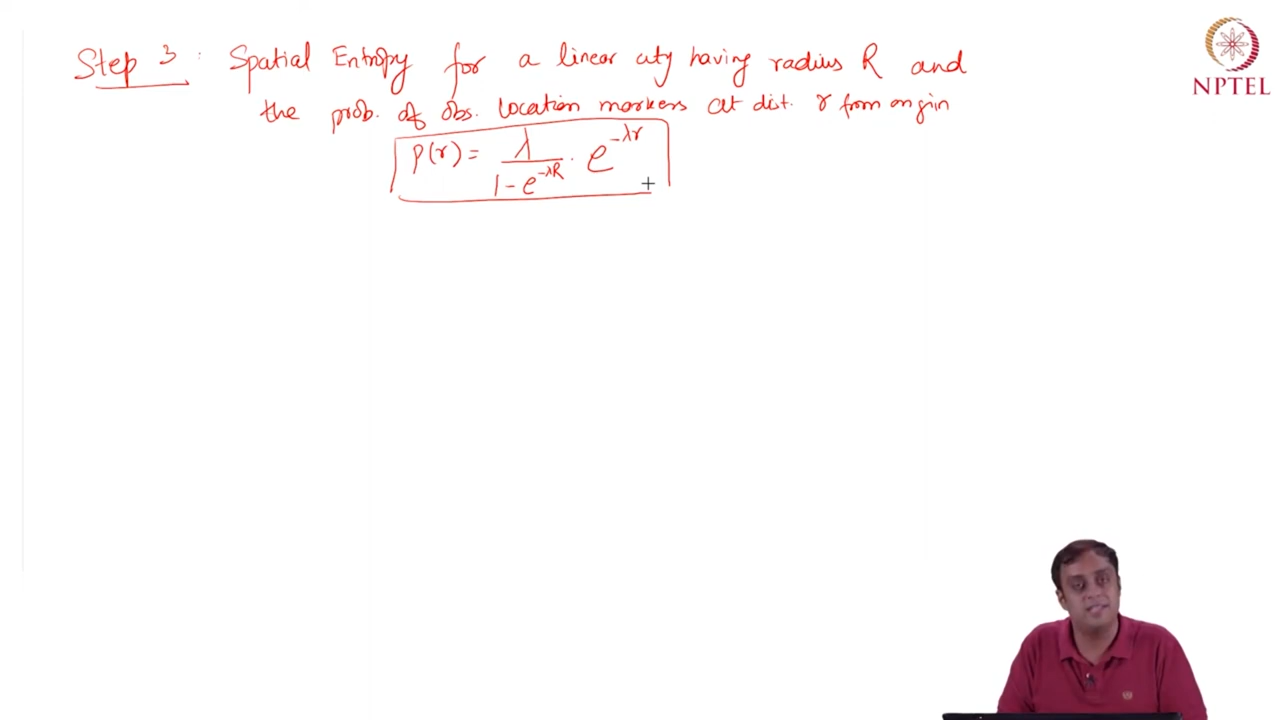 Step 3 : Spatial Entropy for a linear city having radius R and
the prob. of obs. location markers at dist. r from origin
p(r) = λ / (1 - e^{-λR}) · e^{-λr}
NPTEL